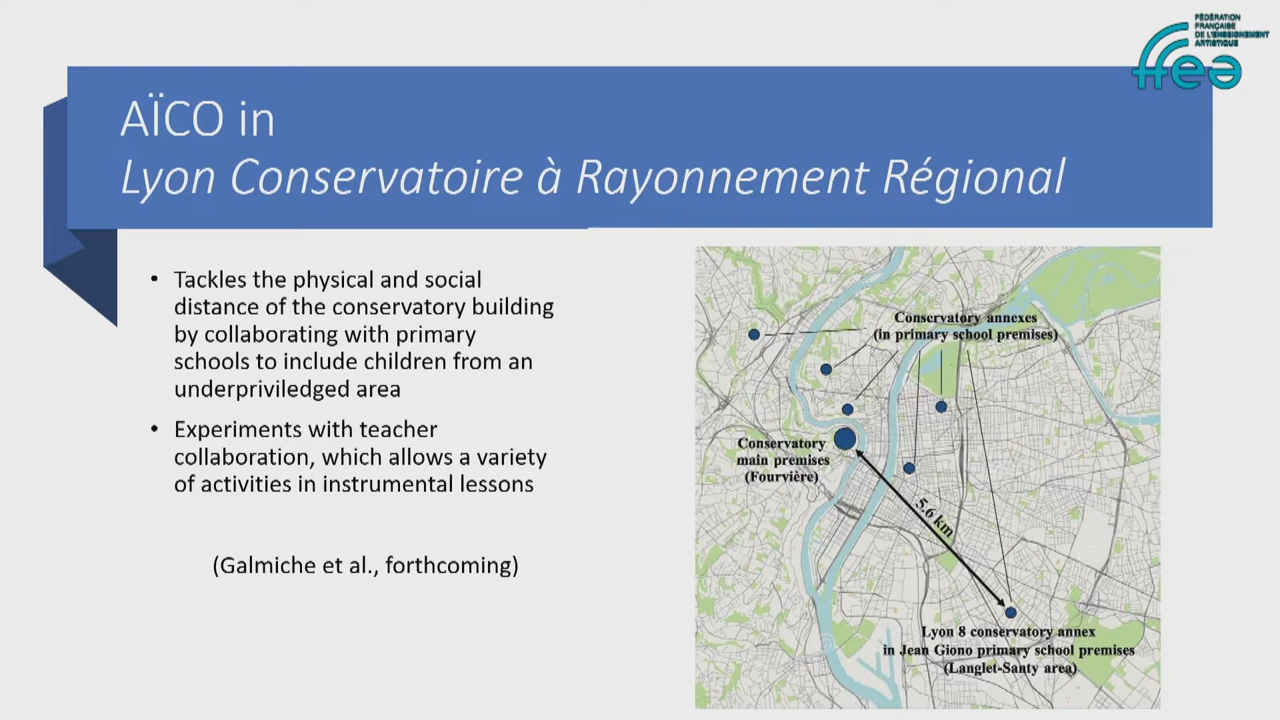 FÉDÉRATION
FRANÇAISE
DE L'ENSEIGNEMENT
ARTISTIQUE
ffea
AÏCO in
Lyon Conservatoire à Rayonnement Régional
• Tackles the physical and social
distance of the conservatory building
by collaborating with primary
schools to include children from an
underpriviledged area
• Experiments with teacher
collaboration, which allows a variety
of activities in instrumental lessons
(Galmiche et al., forthcoming)
Conservatory annexes
(in primary school premises)
Conservatory
main premises
(Fourvière)
5.6 km
Lyon 8 conservatory annex
in Jean Giono primary school premises
(Langlet-Santy area)